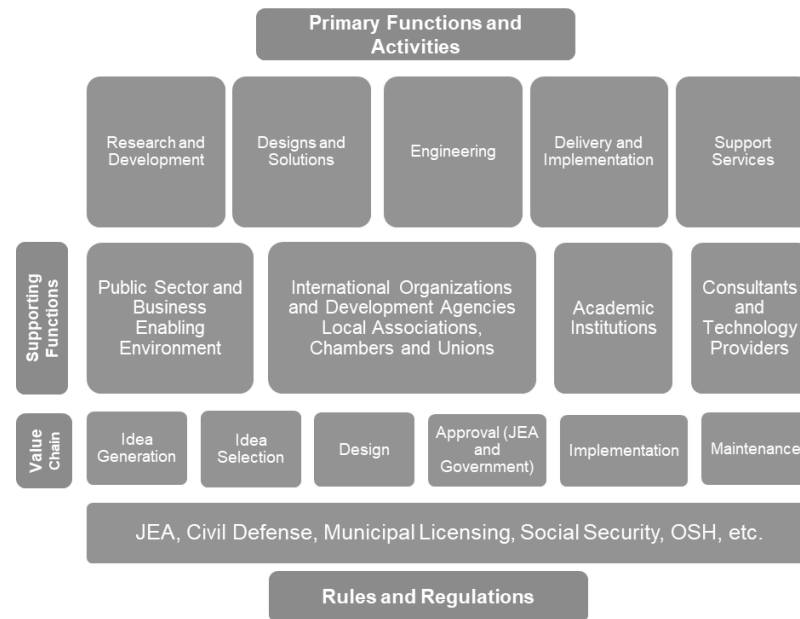 Primary Functions and
Activities
Research and
Development
Designs and
Solutions
Engineering
Delivery and
Implementation
Support
Services
Supporting
Functions
Public Sector and
Business
Enabling
Environment
International Organizations
and Development Agencies
Local Associations,
Chambers and Unions
Academic
Institutions
Consultants
and
Technology
Providers
Value
Chain
Idea
Generation
Idea
Selection
Design
Approval (JEA
and
Government)
Implementation
Maintenance
JEA, Civil Defense, Municipal Licensing, Social Security, OSH, etc.
Rules and Regulations